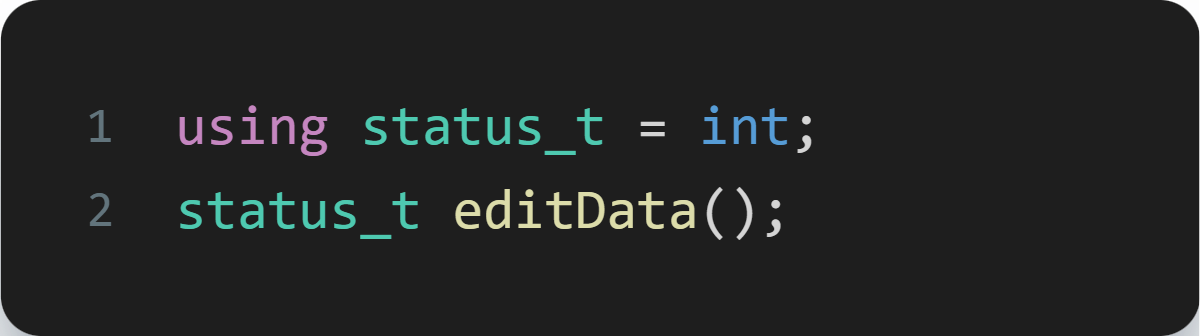 1 using status_t = int;
2 status_t editData();